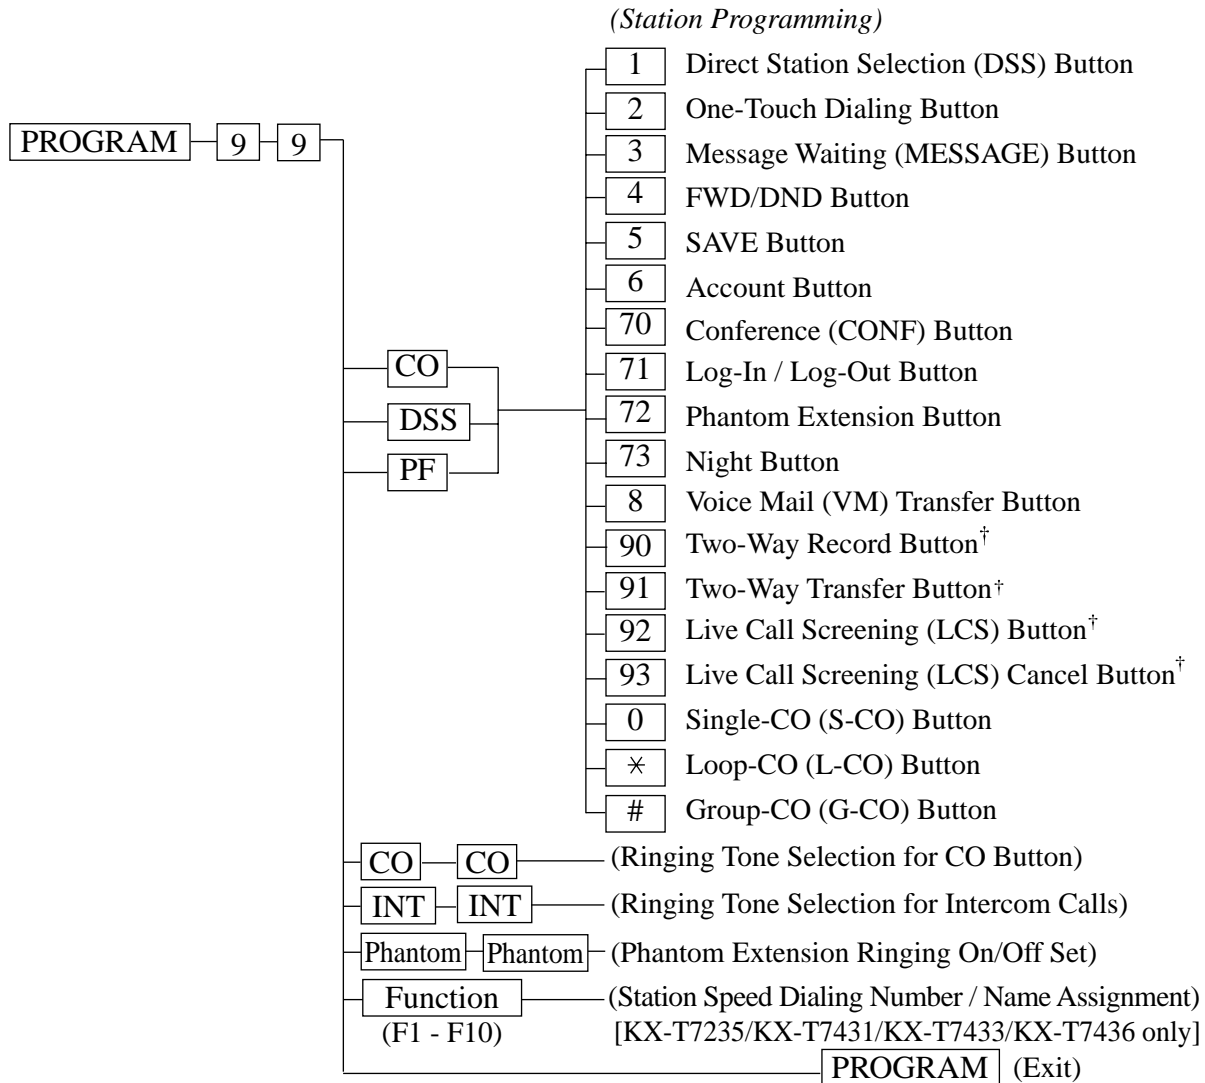 (Station Programming)
1 Direct Station Selection (DSS) Button
2 One-Touch Dialing Button
PROGRAM 9 9
3 Message Waiting (MESSAGE) Button
4 FWD/DND Button
5 SAVE Button
6 Account Button
70 Conference (CONF) Button
CO
71 Log-In / Log-Out Button
DSS
72 Phantom Extension Button
PF
73 Night Button
8 Voice Mail (VM) Transfer Button
90 Two-Way Record Button†
91 Two-Way Transfer Button†
92 Live Call Screening (LCS) Button†
93 Live Call Screening (LCS) Cancel Button†
0 Single-CO (S-CO) Button
* Loop-CO (L-CO) Button
# Group-CO (G-CO) Button
CO CO (Ringing Tone Selection for CO Button)
INT INT (Ringing Tone Selection for Intercom Calls)
Phantom Phantom (Phantom Extension Ringing On/Off Set)
Function (Station Speed Dialing Number / Name Assignment)
(F1 - F10) [KX-T7235/KX-T7431/KX-T7433/KX-T7436 only]
PROGRAM (Exit)